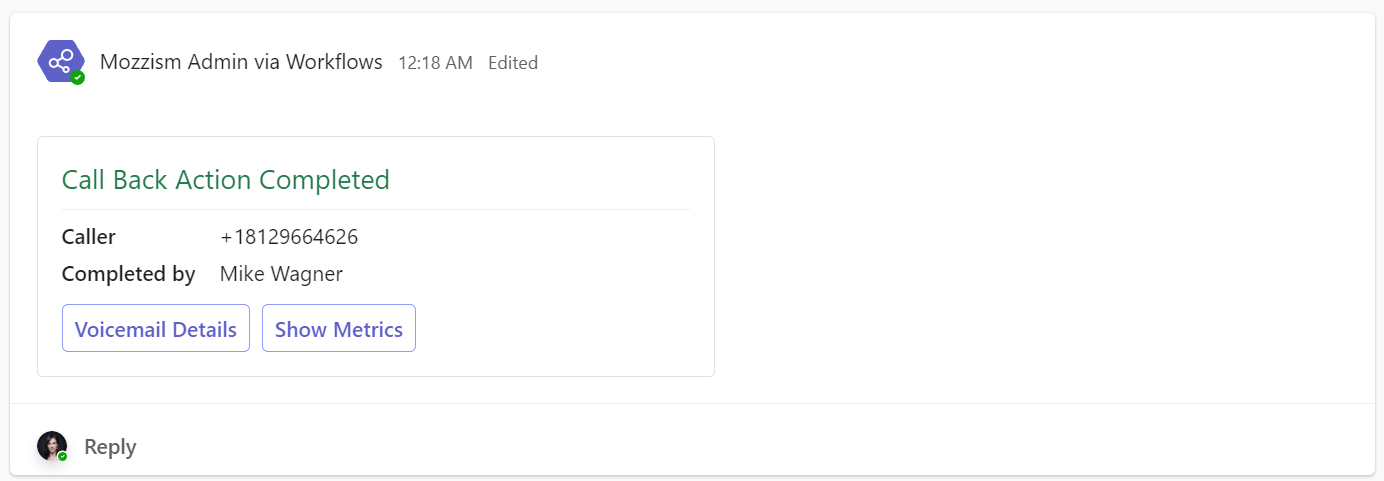 Mozzism Admin via Workflows 12:18 AM Edited
Call Back Action Completed
Caller +18129664626
Completed by Mike Wagner
Voicemail Details Show Metrics
Reply